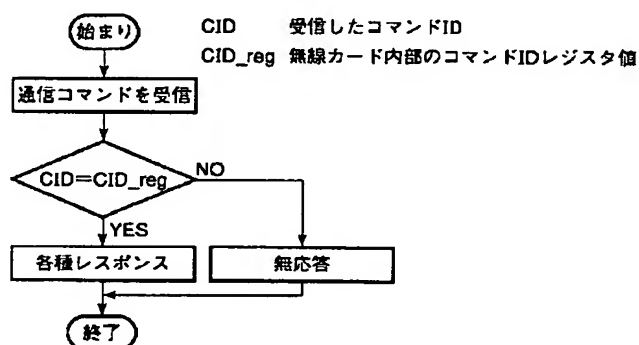 始まり
CID 受信したコマンドID
CID_reg 無線カード内部のコマンドIDレジスタ値
通信コマンドを受信
CID=CID_reg
NO
YES
各種レスポンス
無応答
終了